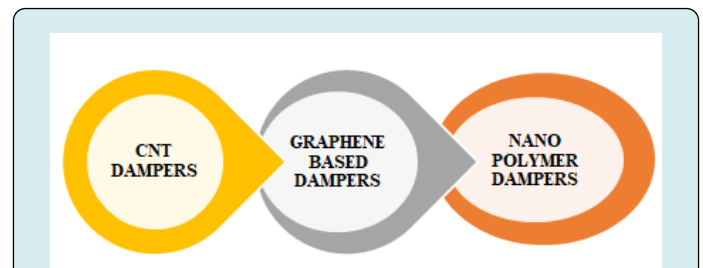 CNT
DAMPERS
GRAPHENE
BASED
DAMPERS
NANO
POLYMER
DAMPERS